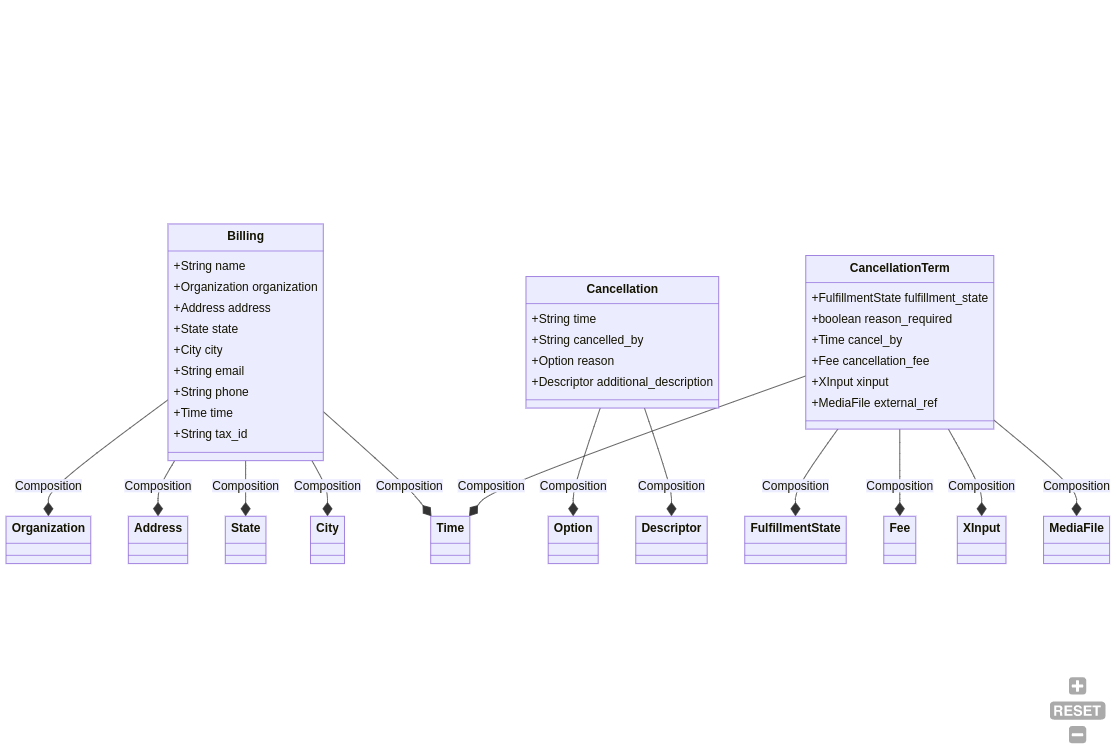 Billing
+String name
+Organization organization
+Address address
+State state
+City city
+String email
+String phone
+Time time
+String tax_id
Cancellation
+String time
+String cancelled_by
+Option reason
+Descriptor additional_description
CancellationTerm
+FulfillmentState fulfillment_state
+boolean reason_required
+Time cancel_by
+Fee cancellation_fee
+XInput xinput
+MediaFile external_ref
Composition
Composition
Composition
Composition
Composition
Composition
Composition
Composition
Composition
Composition
Composition
Composition
Organization
Address
State
City
Time
Option
Descriptor
FulfillmentState
Fee
XInput
MediaFile
RESET